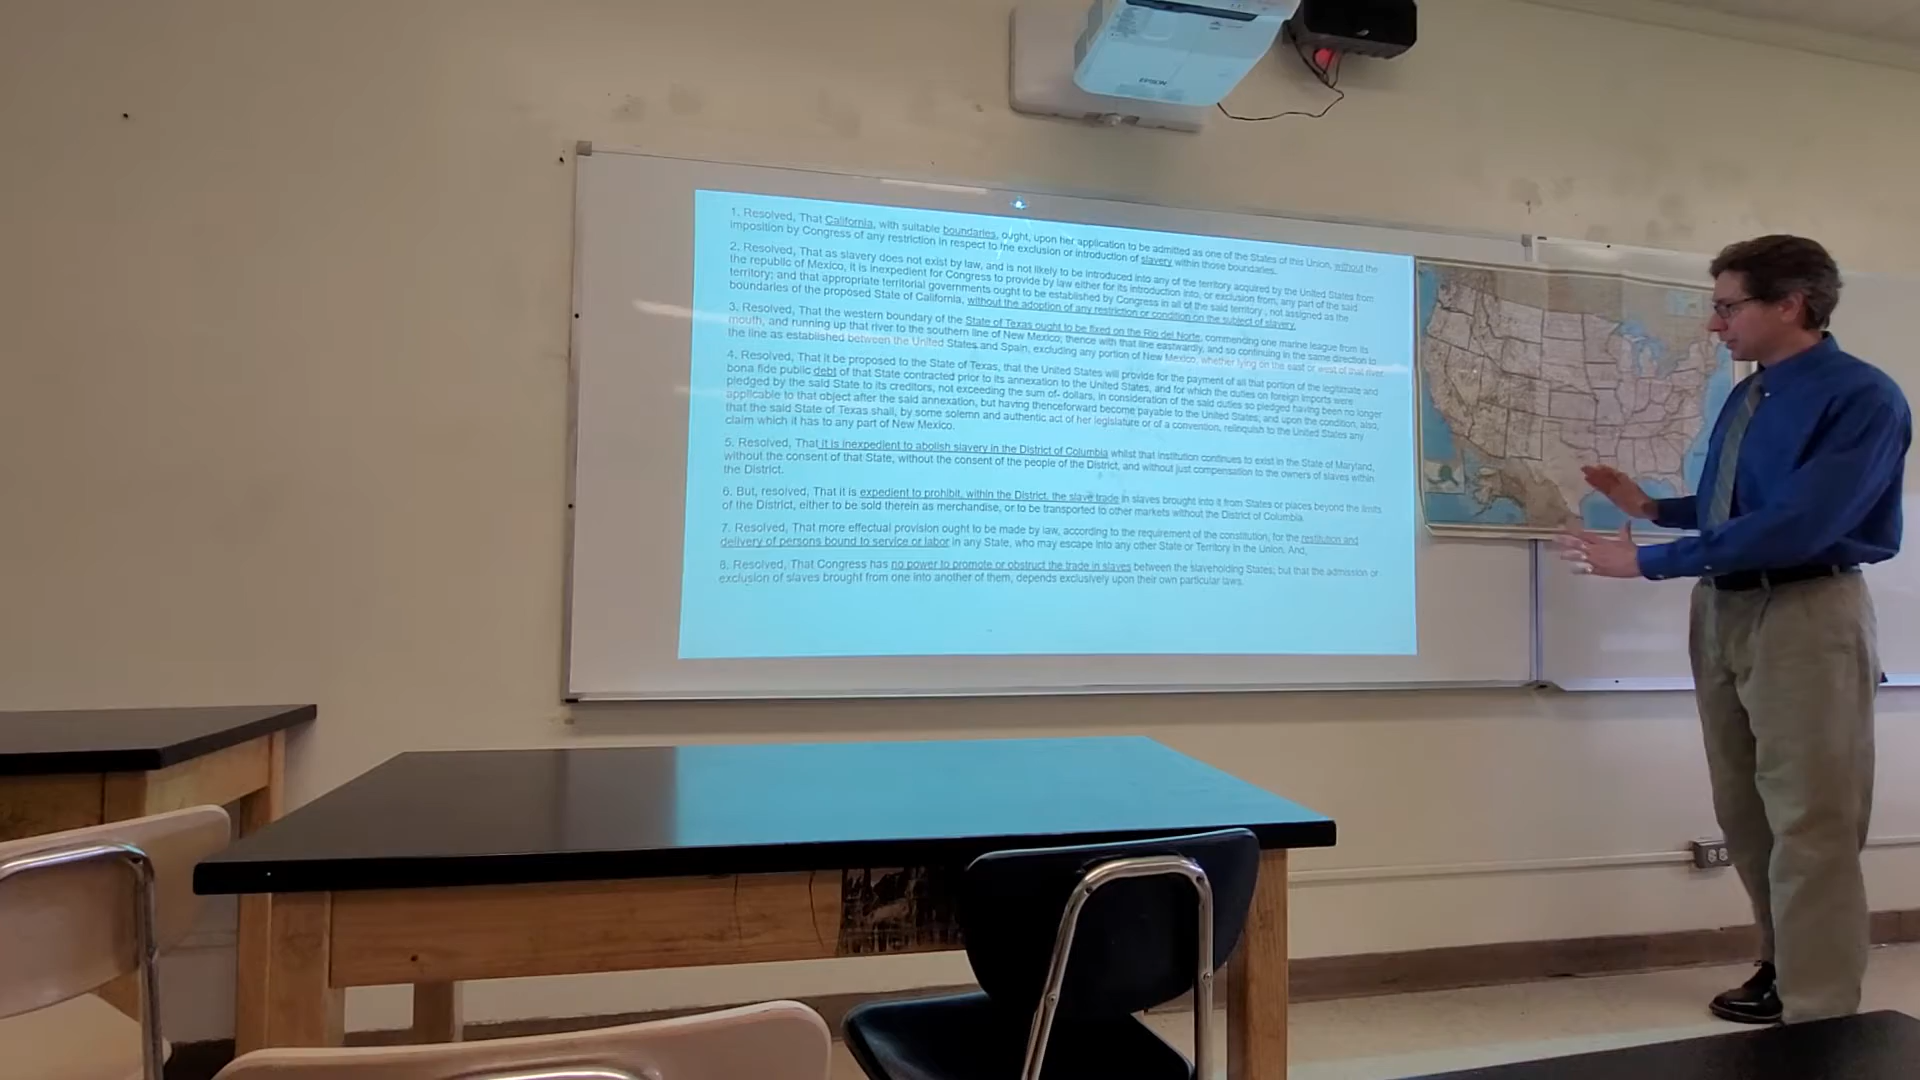 EPSON
1. Resolved, That California, with suitable boundaries, ought, upon her application to be admitted as one of the States of this Union, without the
imposition by Congress of any restriction in respect to the exclusion or introduction of slavery within those boundaries.
2. Resolved, That as slavery does not exist by law, and is not likely to be introduced into any of the territory acquired by the United States from
the republic of Mexico, it is inexpedient for Congress to provide by law either for its introduction into, or exclusion from, any part of the said
territory; and that appropriate territorial governments ought to be established by Congress in all of the said territory, not assigned as the
boundaries of the proposed State of California, without the adoption of any restriction or condition on the subject of slavery.
3. Resolved, That the western boundary of the State of Texas ought to be fixed on the Rio del Norte, commending one marine league from its
mouth, and running up that river to the southern line of New Mexico; thence with that line eastwardly, and so continuing in the same direction to
the line as established between the United States and Spain, excluding any portion of New Mexico, whether lying on the east or west of that river.
4. Resolved, That it be proposed to the State of Texas, that the United States will provide for the payment of all that portion of the legitimate and
bona fide public debt of that State contracted prior to its annexation to the United States, and for which the duties on foreign imports were
pledged by the said State to its creditors, not exceeding the sum of- dollars, in consideration of the said duties so pledged having been no longer
applicable to that object after the said annexation, but having thenceforward become payable to the United States; and upon the condition, also,
that the said State of Texas shall, by some solemn and authentic act of her legislature or of a convention, relinquish to the United States any
claim which it has to any part of New Mexico.
5. Resolved, That it is inexpedient to abolish slavery in the District of Columbia whilst that institution continues to exist in the State of Maryland,
without the consent of that State, without the consent of the people of the District, and without just compensation to the owners of slaves within
the District.
6. But, resolved, That it is expedient to prohibit, within the District, the slave trade in slaves brought into it from States or places beyond the limits
of the District, either to be sold therein as merchandise, or to be transported to other markets without the District of Columbia.
7. Resolved, That more effectual provision ought to be made by law, according to the requirement of the constitution, for the restitution and
delivery of persons bound to service or labor in any State, who may escape into any other State or Territory in the Union. And,
8. Resolved, That Congress has no power to promote or obstruct the trade in slaves between the slaveholding States; but that the admission or
exclusion of slaves brought from one into another of them, depends exclusively upon their own particular laws.